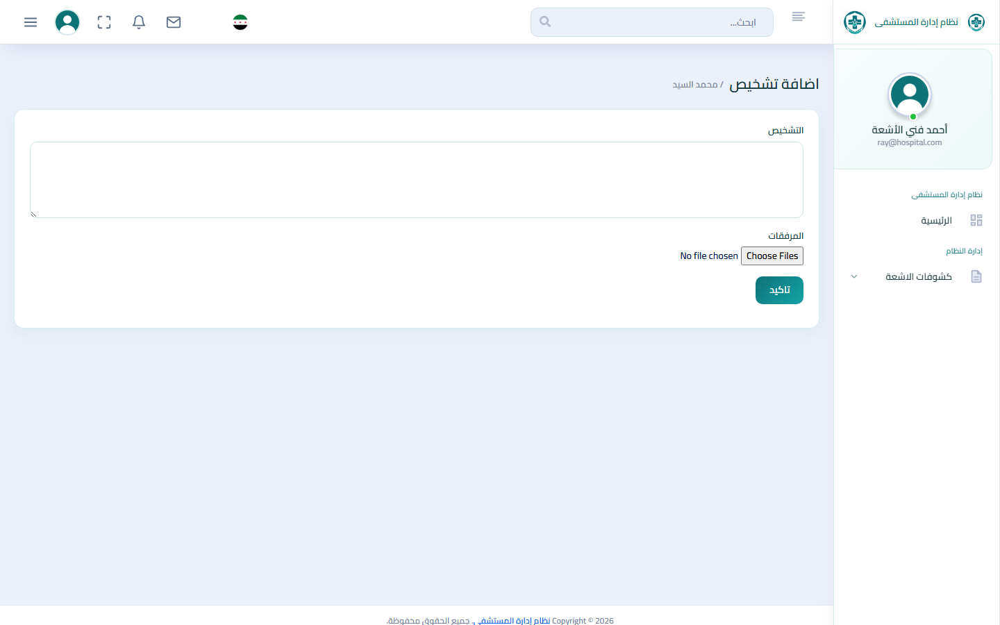 نظام إدارة المستشفى
ابحث...
أحمد فني الأشعة
ray@hospital.com
نظام إدارة المستشفى
الرئيسية
إدارة النظام
كشوفات الاشعة
اضافة تشخيص / محمد السيد
التشخيص
المرفقات
Choose Files No file chosen
تاكيد
Copyright © 2026 نظام إدارة المستشفى. جميع الحقوق محفوظة.